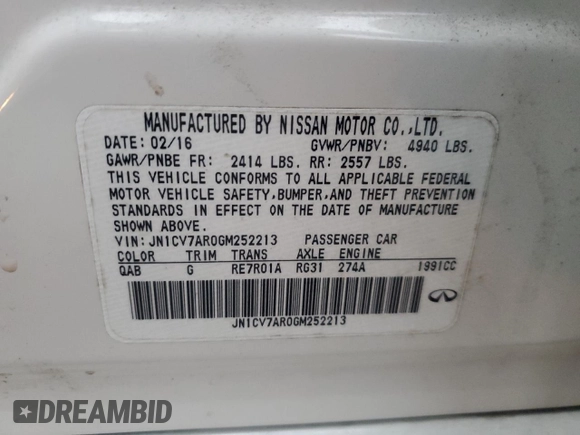 MANUFACTURED BY NISSAN MOTOR CO.,LTD.
DATE: 02/16 GVWR/PNBV: 4940 LBS.
GAWR/PNBE FR: 2414 LBS. RR: 2557 LBS.
THIS VEHICLE CONFORMS TO ALL APPLICABLE FEDERAL
MOTOR VEHICLE SAFETY,BUMPER,AND THEFT PREVENTION
STANDARDS IN EFFECT ON THE DATE OF MANUFACTURE
SHOWN ABOVE.
VIN: JN1CV7AR0GM252213 PASSENGER CAR
COLOR TRIM TRANS AXLE ENGINE
QAB G RE7R01A RG31 274A 1991CC
JN1CV7AR0GM252213
DREAMBID